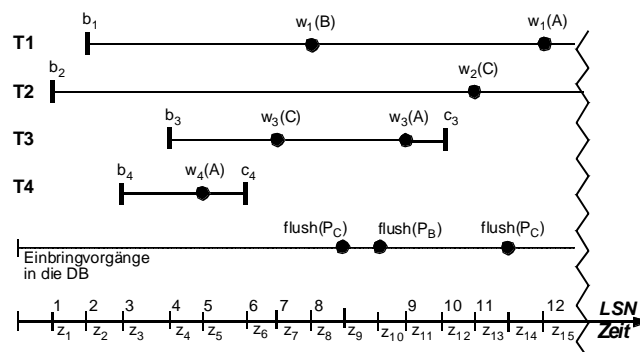 b1 w1(B) w1(A)
T1
b2 w2(C)
T2
b3 w3(C) w3(A) c3
T3
b4 w4(A) c4
T4
flush(PC) flush(PB) flush(PC)
Einbringvorgänge
in die DB
1 2 3 4 5 6 7 8 9 10 11 12 LSN
z1 z2 z3 z4 z5 z6 z7 z8 z9 z10 z11 z12 z13 z14 z15 Zeit